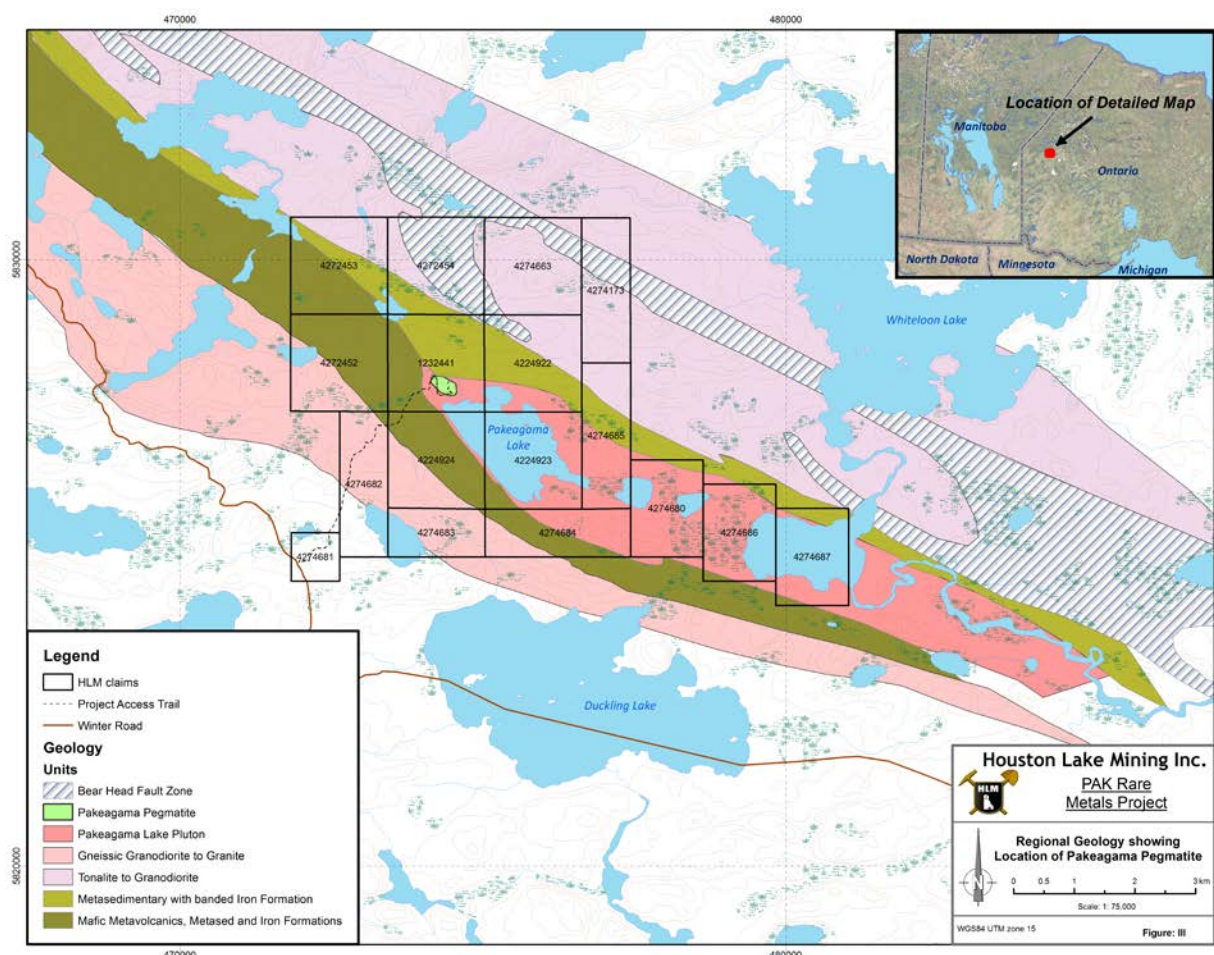 470000
480000
5830000
5820000
470000
480000
Location of Detailed Map
Manitoba
Ontario
North Dakota
Minnesota
Michigan
4272453
4272454
4274663
4274173
Whiteloon Lake
4272452
1232441
4224922
Pakeagama
Lake
4274685
4224924
4224923
4274682
4274680
4274683
4274684
4274666
4274687
4274681
Duckling Lake
Legend
HLM claims
Project Access Trail
Winter Road
Geology
Units
Bear Head Fault Zone
Pakeagama Pegmatite
Pakeagama Lake Pluton
Gneissic Granodiorite to Granite
Tonalite to Granodiorite
Metasedimentary with banded Iron Formation
Mafic Metavolcanics, Metased and Iron Formations
Houston Lake Mining Inc.
HLM
PAK Rare
Metals Project
Regional Geology showing
Location of Pakeagama Pegmatite
N
0 0.5 1 2 3 km
Scale: 1: 75,000
WGS84 UTM zone 15
Figure: III